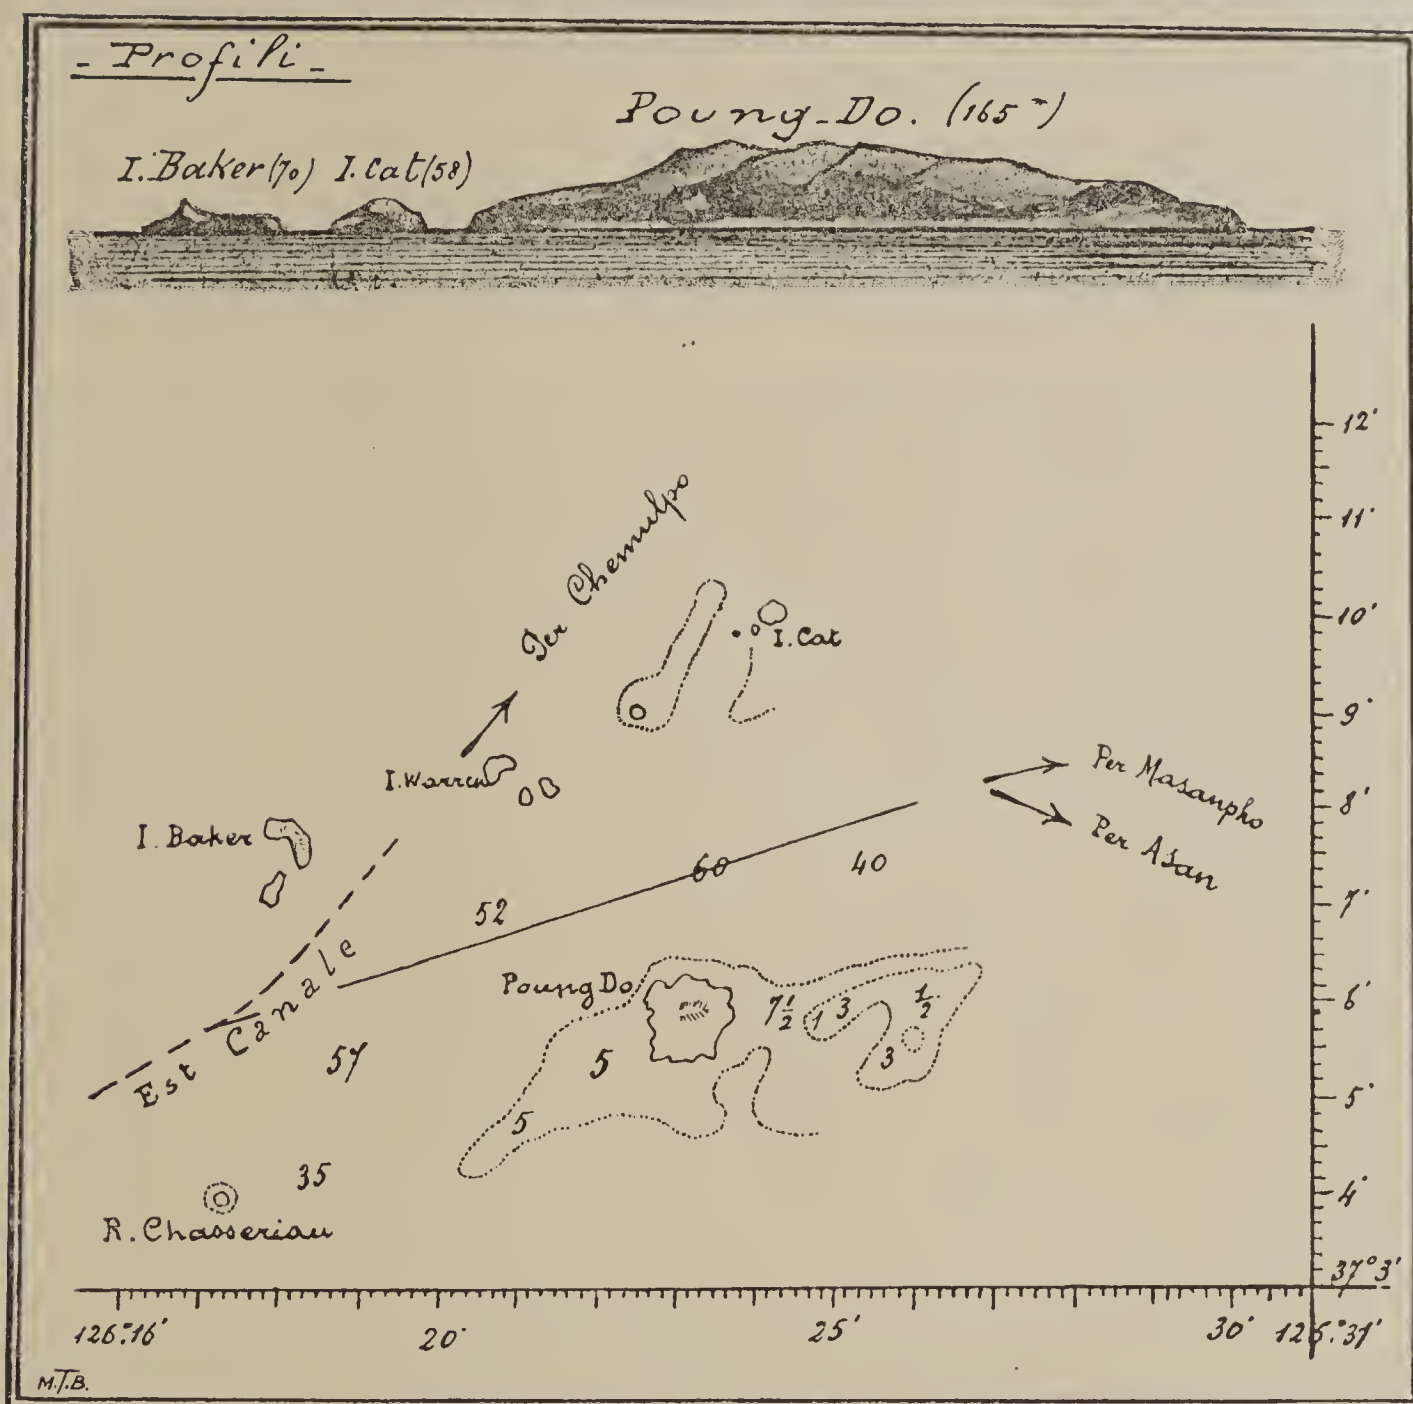 - Profili -
Poung-Do. (165ᵐ)
I. Baker (70) I. Cat (58)
12'
11'
Per Chemulpo
10'
I. Cat
9'
Per Masanpho
I. Warren
8'
Per Asan
I. Baker
60
40
7'
52
Est Canale
Poung Do
7½
1
3
½
6'
57
5
3
5
5'
35
4'
R. Chasseriau
37°3'
126°16'
20'
25'
30'
126°31'
M.T.B.